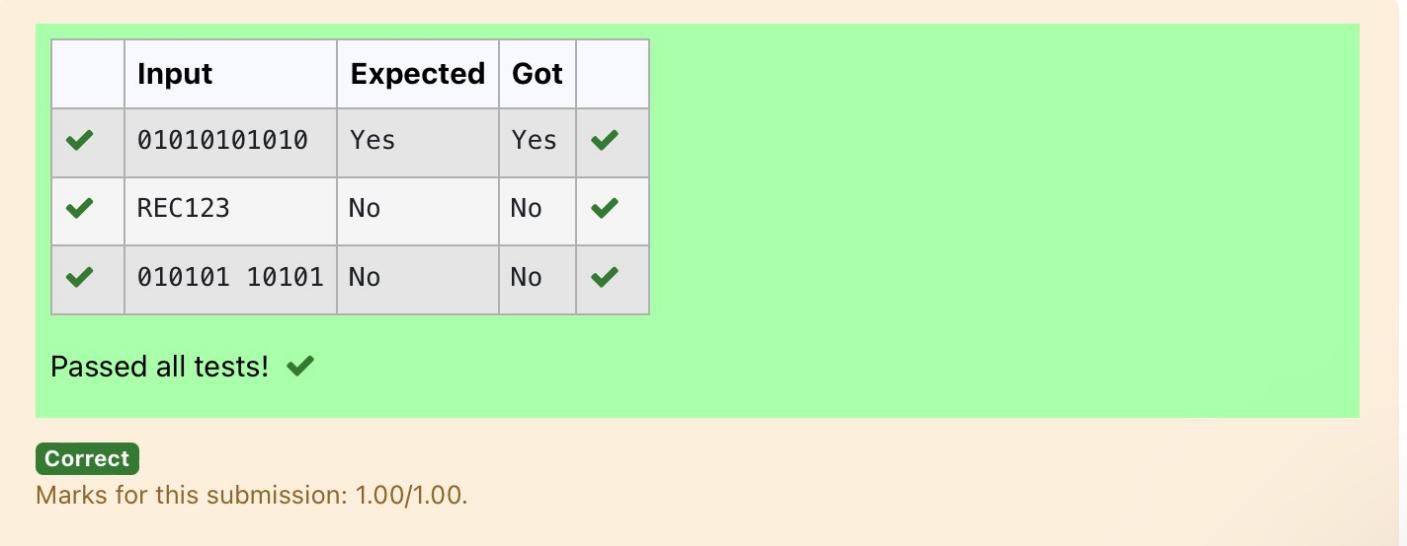 Input Expected Got
01010101010 Yes Yes
REC123 No No
010101 10101 No No
Passed all tests!
Correct
Marks for this submission: 1.00/1.00.